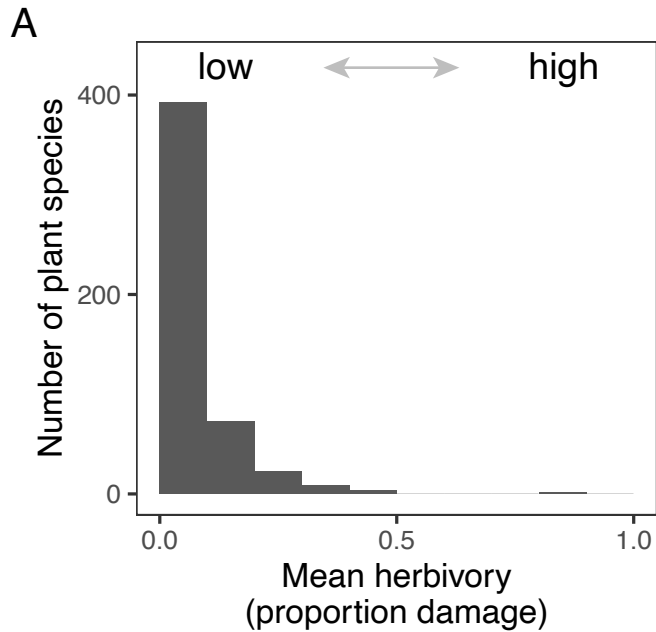 A
low high
400
200
0
Number of plant species
0.0 0.5 1.0
Mean herbivory
(proportion damage)